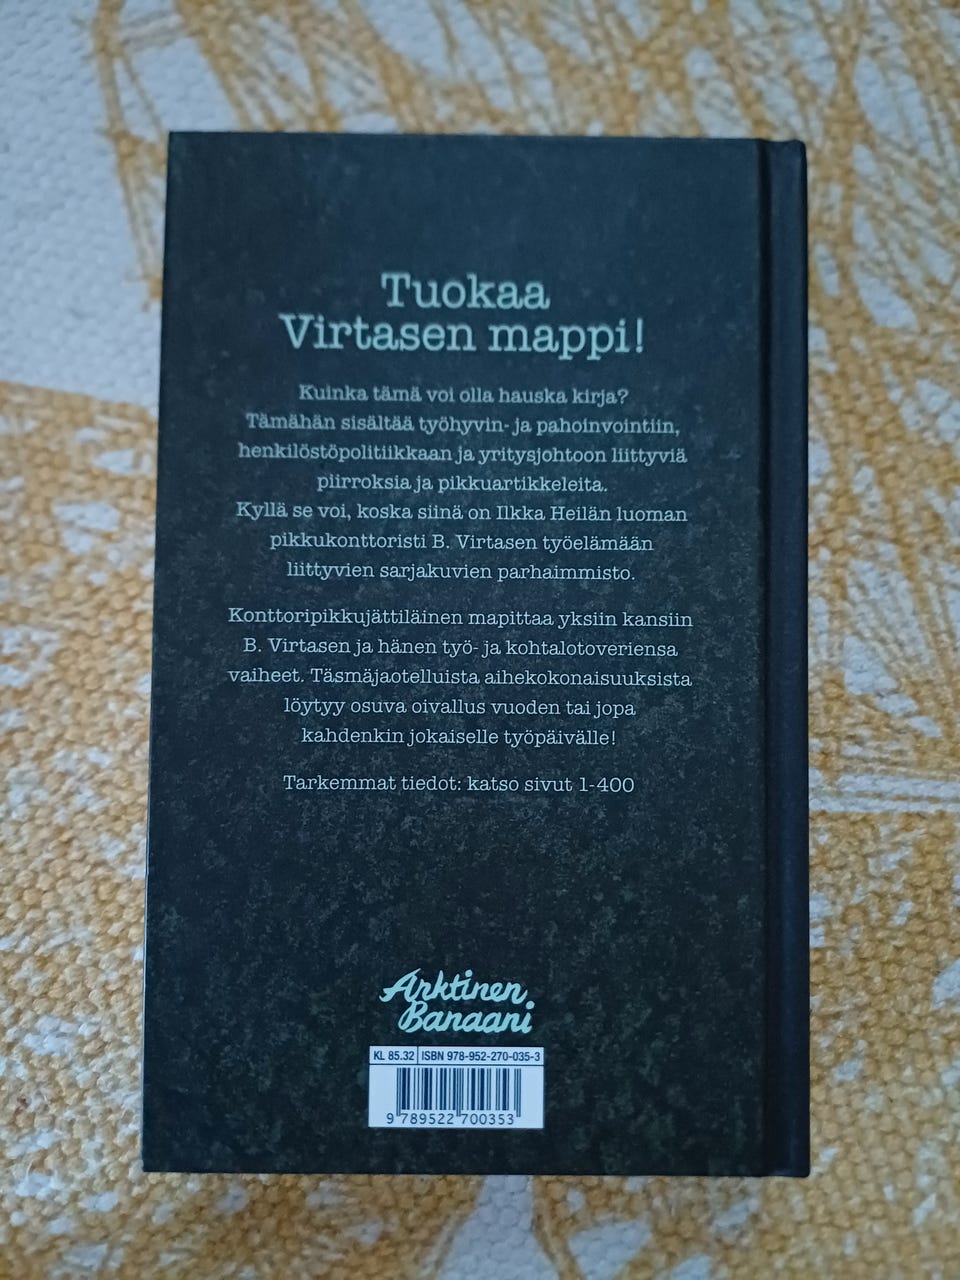 Tuokaa
Virtasen mappi!
Kuinka tämä voi olla hauska kirja?
Tämähän sisältää työhyvin- ja pahoinvointiin,
henkilöstöpolitiikkaan ja yritysjohtoon liittyviä
piirroksia ja pikkuartikkeleita.
Kyllä se voi, koska siinä on Ilkka Heilän luoman
pikkukonttoristi B. Virtasen työelämään
liittyvien sarjakuvien parhaimmisto.
Konttoripikkujättiläinen mapittaa yksiin kansiin
B. Virtasen ja hänen työ- ja kohtalotoveriensa
vaiheet. Täsmäjaotelluista aihekokonaisuuksista
löytyy osuva oivallus vuoden tai jopa
kahdenkin jokaiselle työpäivälle!
Tarkemmat tiedot: katso sivut 1-400
Arktinen
Banaani
KL 85.32 ISBN 978-952-270-035-3
9 789522 700353